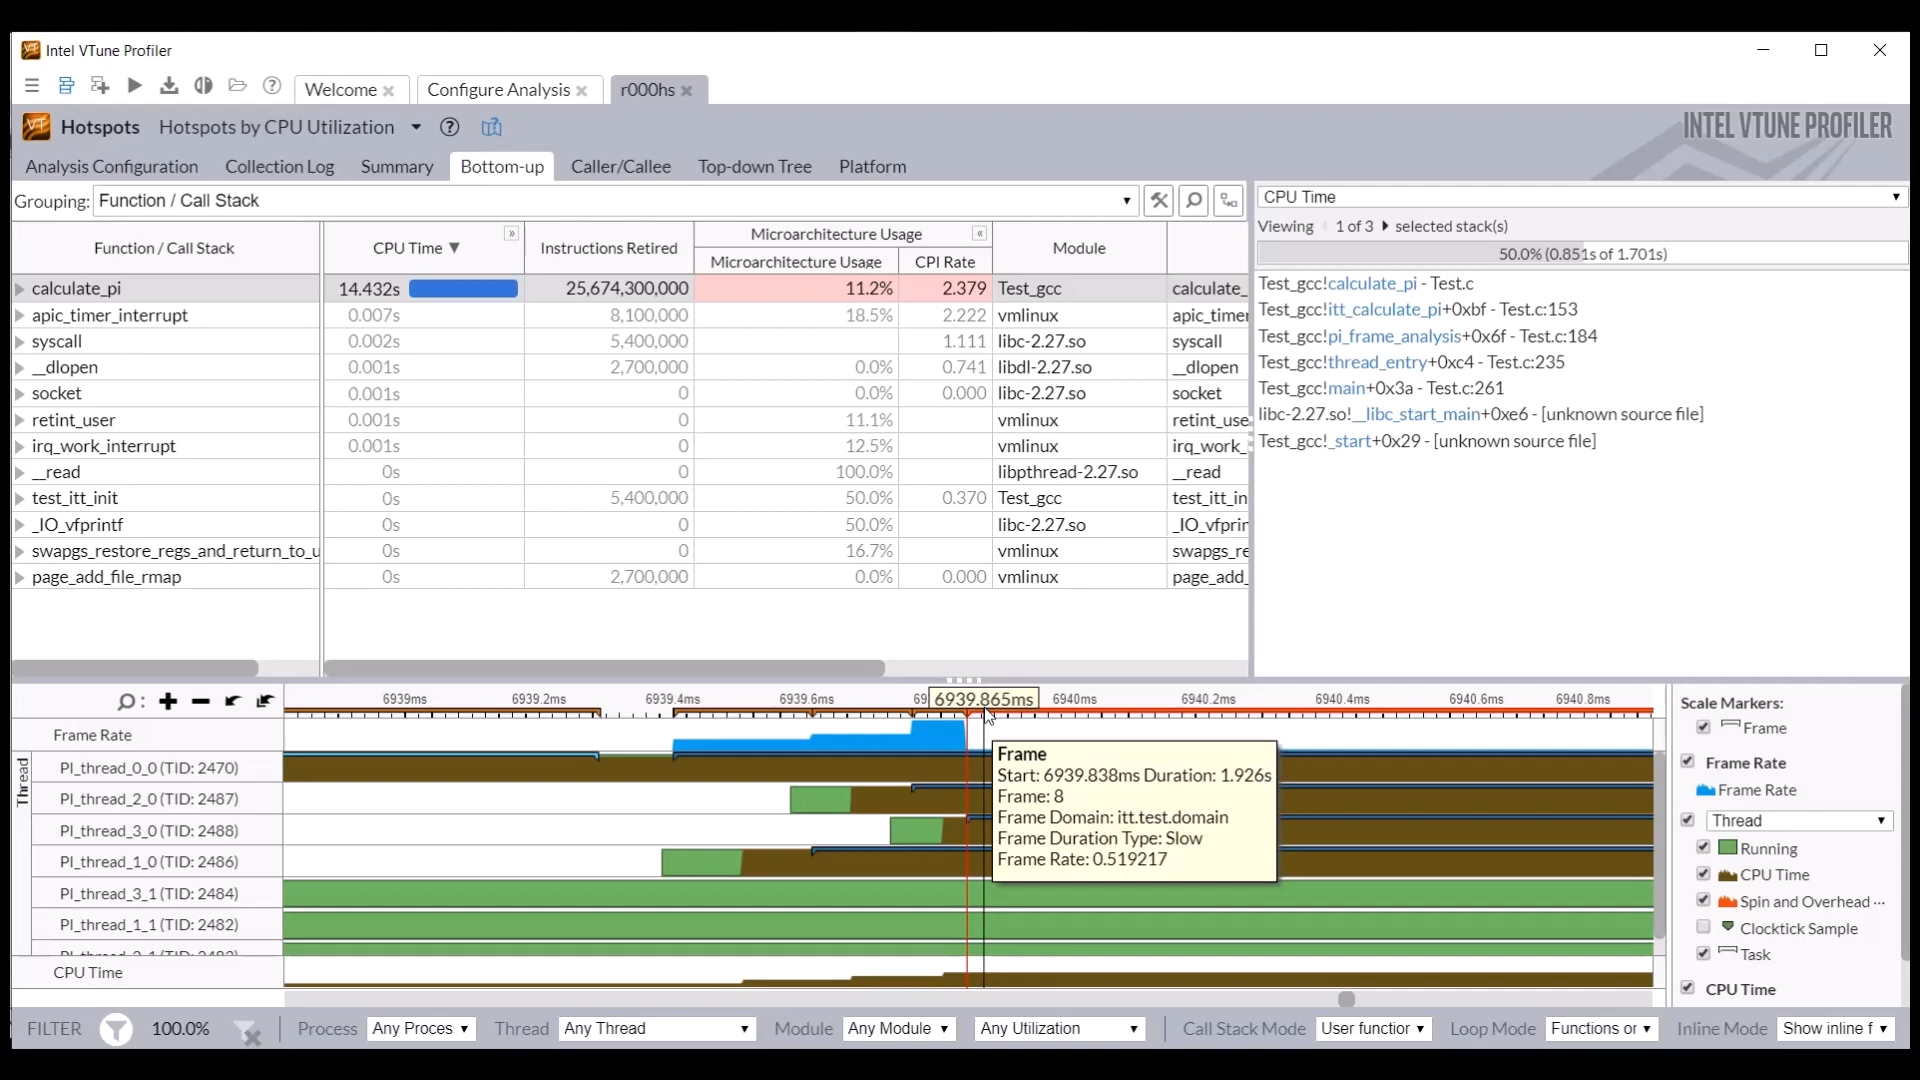 Intel VTune Profiler
Welcome
Configure Analysis
r000hs
Hotspots Hotspots by CPU Utilization
INTEL VTUNE PROFILER
Analysis Configuration Collection Log Summary Bottom-up Caller/Callee Top-down Tree Platform
Grouping: Function / Call Stack
Function / Call Stack CPU Time Instructions Retired Microarchitecture Usage Module
Microarchitecture Usage CPI Rate
calculate_pi 14.432s 25,674,300,000 11.2% 2.379 Test_gcc calculate_
apic_timer_interrupt 0.007s 8,100,000 18.5% 2.222 vmlinux apic_timer
syscall 0.002s 5,400,000 1.111 libc-2.27.so syscall
__dlopen 0.001s 2,700,000 0.0% 0.741 libdl-2.27.so __dlopen
socket 0.001s 0 0.0% 0.000 libc-2.27.so socket
retint_user 0.001s 0 11.1% vmlinux retint_use
irq_work_interrupt 0.001s 0 12.5% vmlinux irq_work_
__read 0s 0 100.0% libpthread-2.27.so __read
test_itt_init 0s 5,400,000 50.0% 0.370 Test_gcc test_itt_in
_IO_vfprintf 0s 0 50.0% libc-2.27.so _IO_vfprin
swapgs_restore_regs_and_return_to_u 0s 0 16.7% vmlinux swapgs_re
page_add_file_rmap 0s 2,700,000 0.0% 0.000 vmlinux page_add_
CPU Time
Viewing 1 of 3 selected stack(s)
50.0% (0.851s of 1.701s)
Test_gcc!calculate_pi - Test.c
Test_gcc!itt_calculate_pi+0xbf - Test.c:153
Test_gcc!pi_frame_analysis+0x6f - Test.c:184
Test_gcc!thread_entry+0xc4 - Test.c:235
Test_gcc!main+0x3a - Test.c:261
libc-2.27.so!__libc_start_main+0xe6 - [unknown source file]
Test_gcc!_start+0x29 - [unknown source file]
6939ms 6939.2ms 6939.4ms 6939.6ms 69 6939.865ms 6940ms 6940.2ms 6940.4ms 6940.6ms 6940.8ms
Frame Rate
Thread
PI_thread_0_0 (TID: 2470)
PI_thread_2_0 (TID: 2487)
PI_thread_3_0 (TID: 2488)
PI_thread_1_0 (TID: 2486)
PI_thread_3_1 (TID: 2484)
PI_thread_1_1 (TID: 2482)
CPU Time
Frame
Start: 6939.838ms Duration: 1.926s
Frame: 8
Frame Domain: itt.test.domain
Frame Duration Type: Slow
Frame Rate: 0.519217
Scale Markers:
Frame
Frame Rate
Frame Rate
Thread
Running
CPU Time
Spin and Overhead ...
Clocktick Sample
Task
CPU Time
FILTER 100.0% Process Any Proces Thread Any Thread Module Any Module Any Utilization Call Stack Mode User function Loop Mode Functions or Inline Mode Show inline f